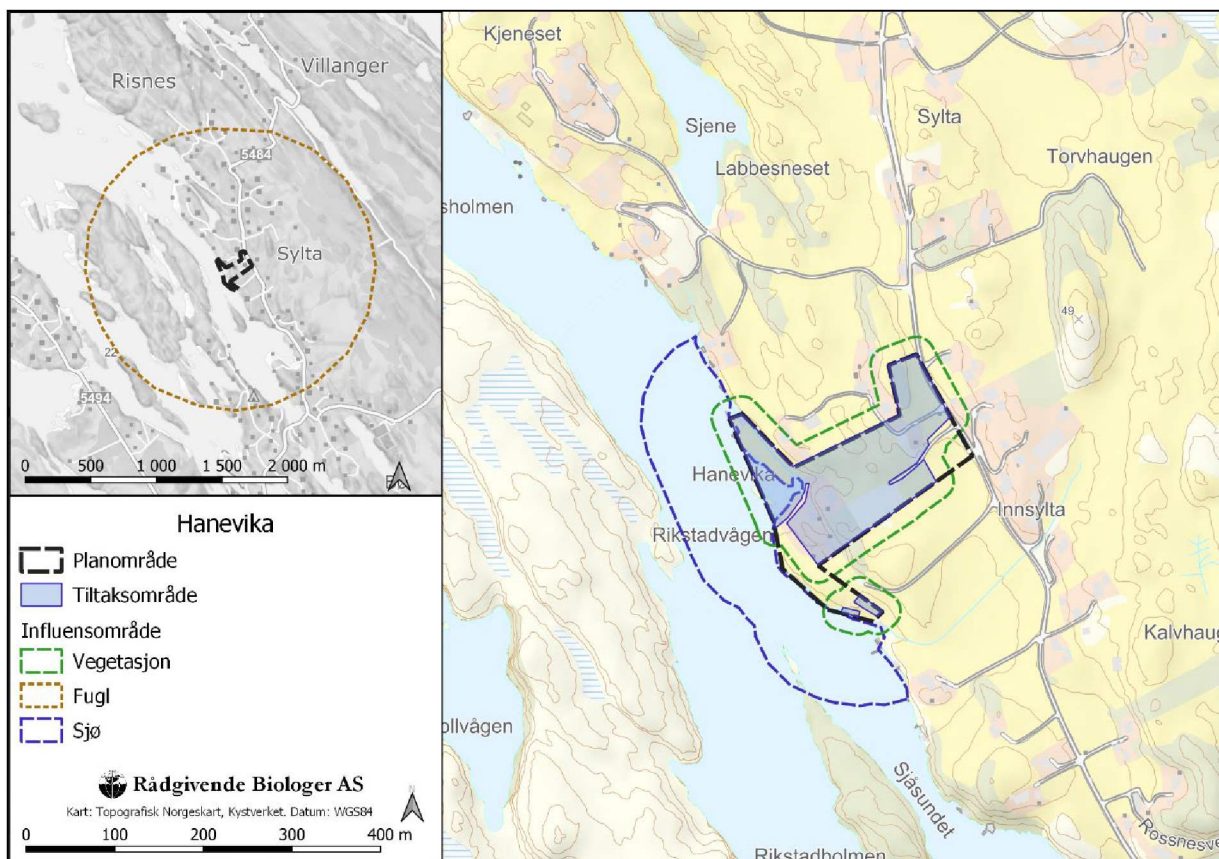 Risnes
Villanger
5484
Sylta
22
5494
0 500 1 000 1 500 2 000 m
Hanevika
Planområde
Tiltaksområde
Influensområde
Vegetasjon
Fugl
Sjø
Rådgivende Biologer AS
Kart: Topografisk Norgeskart, Kystverket. Datum: WGS84
0 100 200 300 400 m
Kjeneset
Sjene
Sylta
Labbesneset
Torvhaugen
sholmen
49
Hanevika
Rikstadvågen
Innsylta
Kalvhaug
ollvågen
Sjåsundet
Rossnesve
Rikstadholmen